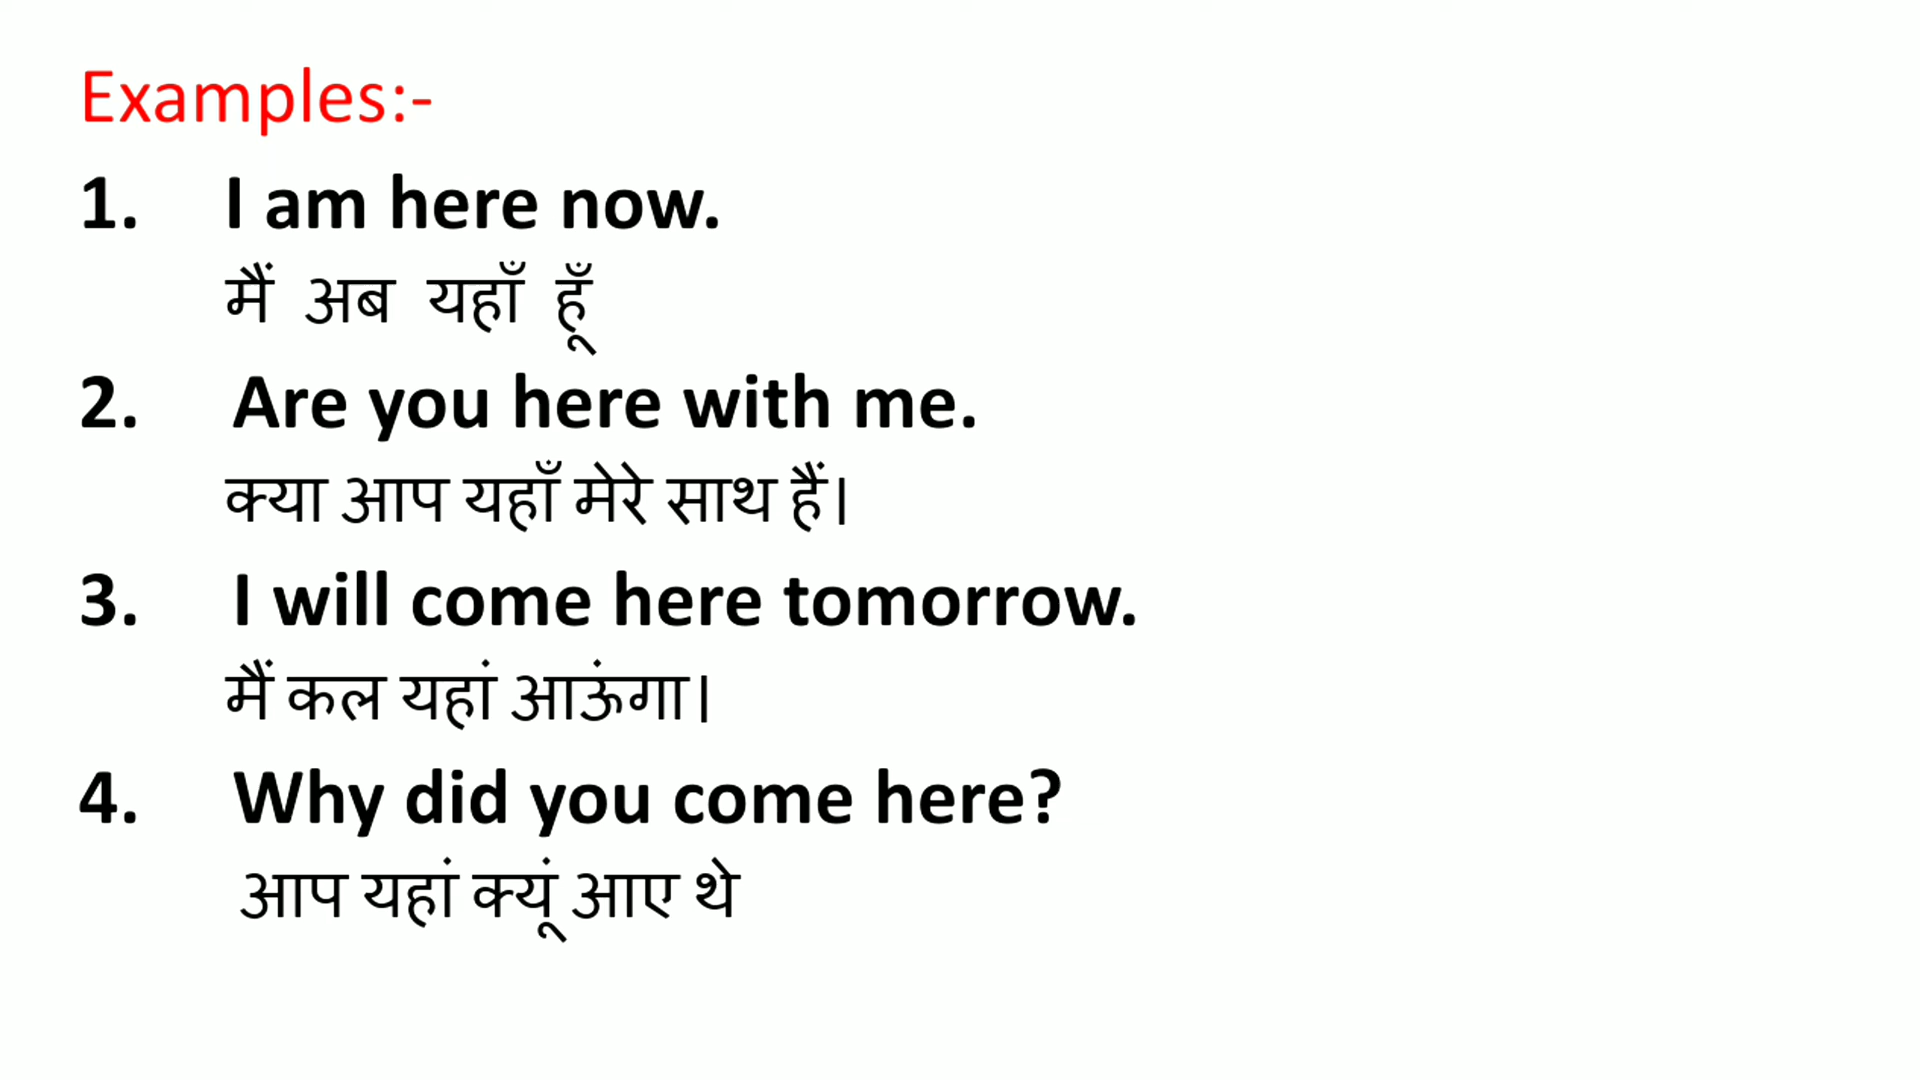 Examples:-
1. I am here now.
मैं अब यहाँ हूँ
2. Are you here with me.
क्या आप यहाँ मेरे साथ हैं।
3. I will come here tomorrow.
मैं कल यहां आऊंगा।
4. Why did you come here?
आप यहां क्यूं आए थे